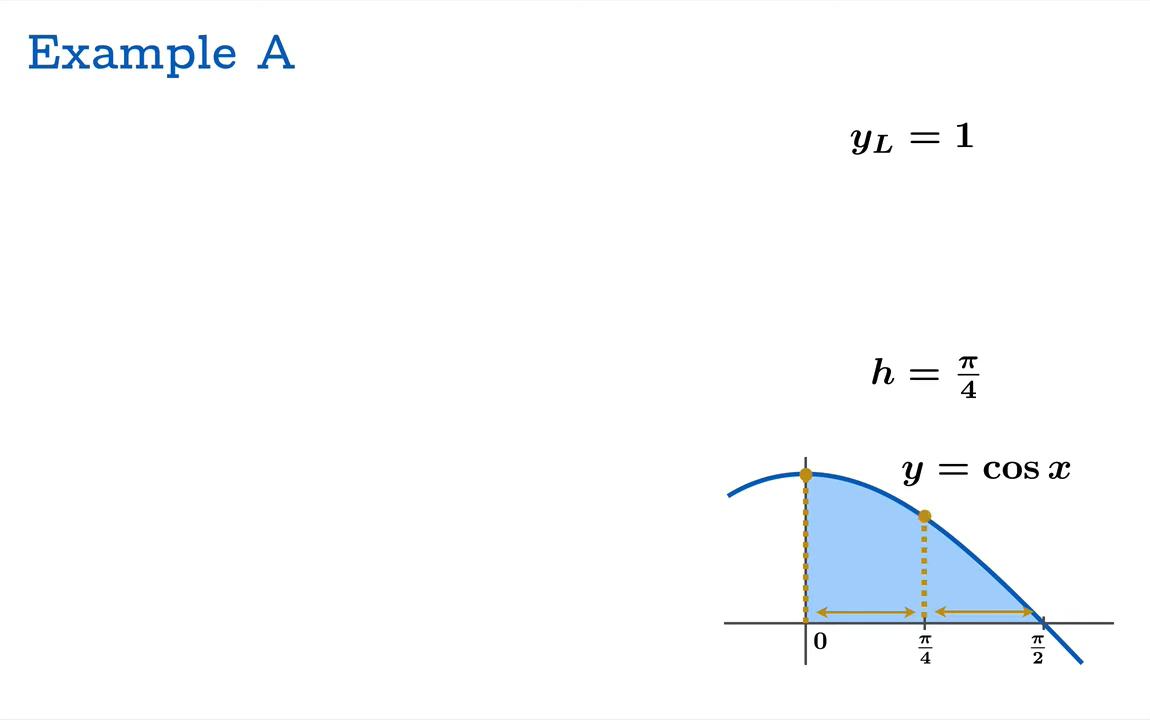 Example A
y_L = 1
h = π/4
y = cos x
0 π/4 π/2